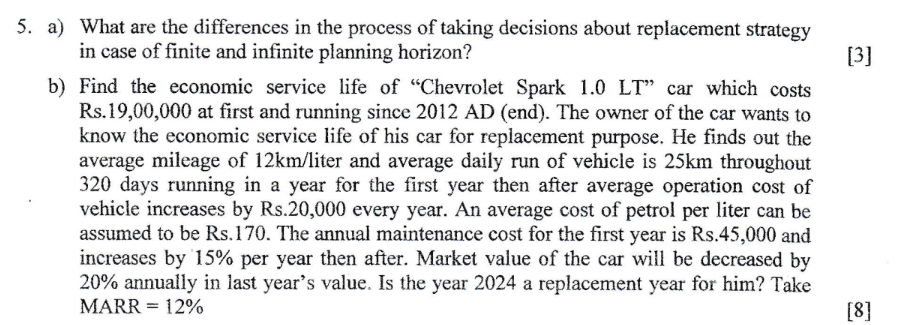 5. a) What are the differences in the process of taking decisions about replacement strategy
in case of finite and infinite planning horizon? [3]
b) Find the economic service life of “Chevrolet Spark 1.0 LT” car which costs
Rs.19,00,000 at first and running since 2012 AD (end). The owner of the car wants to
know the economic service life of his car for replacement purpose. He finds out the
average mileage of 12km/liter and average daily run of vehicle is 25km throughout
320 days running in a year for the first year then after average operation cost of
vehicle increases by Rs.20,000 every year. An average cost of petrol per liter can be
assumed to be Rs.170. The annual maintenance cost for the first year is Rs.45,000 and
increases by 15% per year then after. Market value of the car will be decreased by
20% annually in last year's value. Is the year 2024 a replacement year for him? Take
MARR = 12% [8]